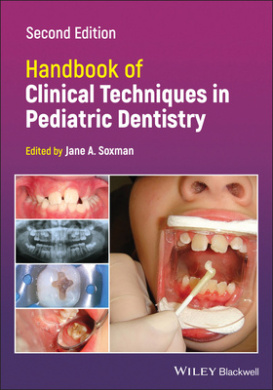 Second Edition
Handbook of
Clinical Techniques in
Pediatric Dentistry
Edited by Jane A. Soxman
WILEY Blackwell